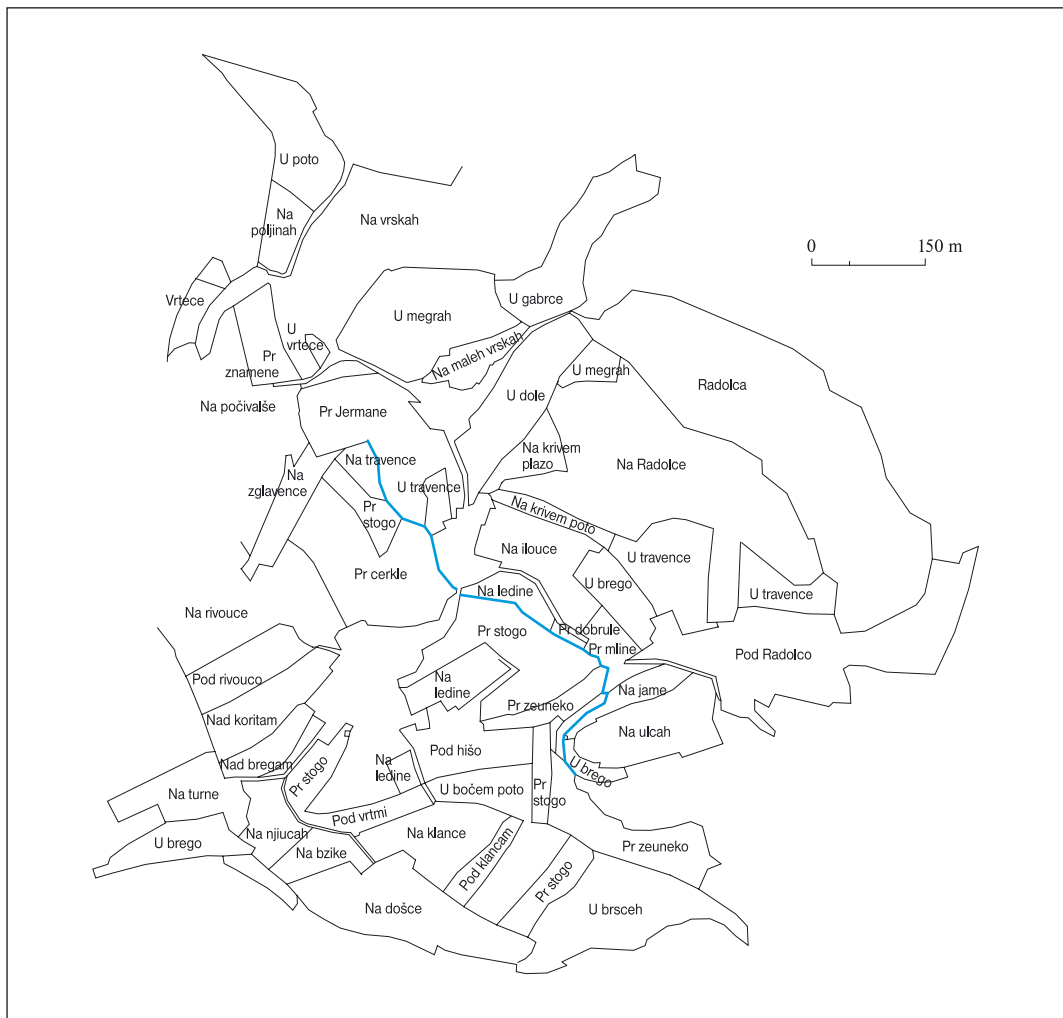 U poto
Na
poljinah
Na vrskah
0 150 m
Vrtece
U gabrce
U megrah
U
vrtece
Na maleh vrskah
Pr
znamene
U megrah
Radolca
Na počivalše
U dole
Pr Jermane
Na krivem
plazo
Na travence
Na Radolce
Na
zglavence
U travence
Pr
stogo
Na krivem poto
Na ilouce
U travence
Pr cerkle
U brego
Na ledine
U travence
Na rivouce
Pr stogo
Pr dobrule
Pr mline
Pod Radolco
Pod rivouco
Na
ledine
Na jame
Pr zeuneko
Nad koritam
Na ulcah
Pod hišo
Nad bregam
Pr stogo
Na
ledine
U brego
Na turne
U bočem poto
Pr
stogo
Pod vrtmi
Na njiucah
Na klance
U brego
Pr zeuneko
Na bzike
Pod klancam
Pr stogo
Na došce
U brsceh